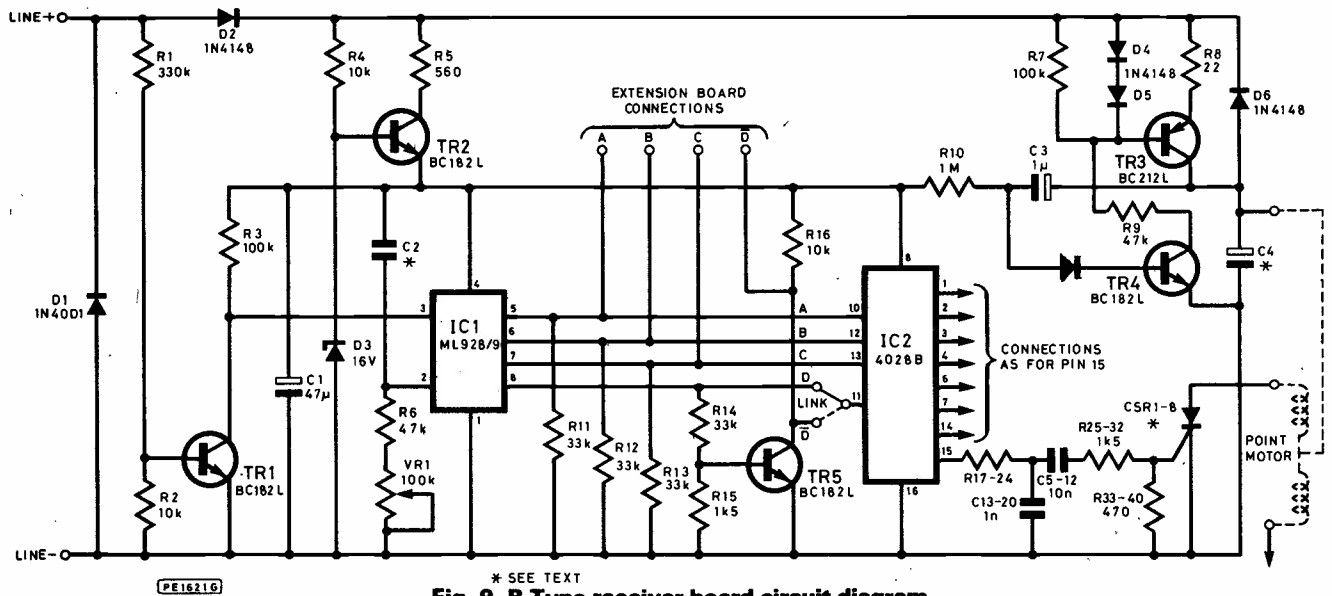 LINE+
D2
1N4148
R1
330k
R4
10k
R5
560
TR2
BC182L
EXTENSION BOARD
CONNECTIONS
A
B
C
D̅
R7
100k
D4
1N4148
D5
R8
22
D6
1N4148
TR3
BC212L
R10
1M
C3
1µ
R9
47k
TR4
BC182L
C4
*
R3
100k
C2
*
R16
10k
D1
1N40D1
D3
16V
C1
47µ
4
3
2
1
IC1
ML928/9
5
6
7
8
A
B
C
D
LINK
D̅
10
12
13
11
8
IC2
4028B
16
1
2
3
4
6
7
14
15
CONNECTIONS
AS FOR PIN 15
R6
47k
VR1
100k
TR1
BC182L
R2
10k
R11
33k
R12
33k
R13
33k
R14
33k
R15
1k5
TR5
BC182L
R17-24
C13-20
1n
C5-12
10n
R25-32
1k5
R33-40
470
CSR1-8
*
POINT
MOTOR
LINE-
PE1621G
* SEE TEXT
Fig. 9. B Type receiver board circuit diagram